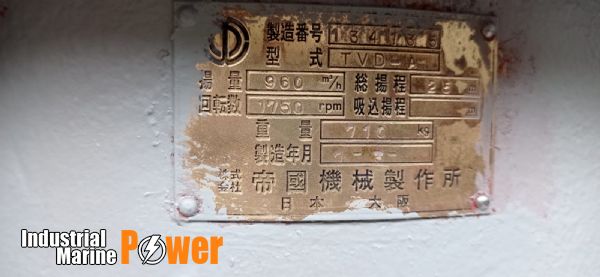 製造番号
型式 TVD-A
揚量 960 m³/h 総揚程 25 m
回転数 1750 rpm 吸込揚程
重量 710 kg
製造年月
株式会社 帝國機械製作所
日本 大阪
Industrial Marine Power